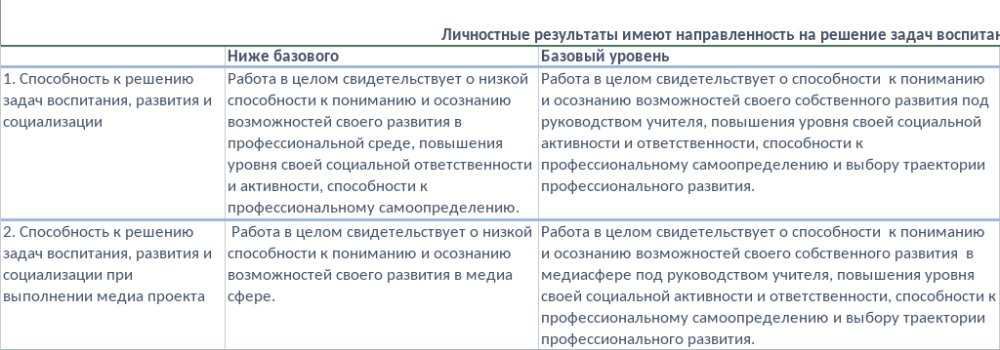 Личностные результаты имеют направленность на решение задач
Ниже базового
Базовый уровень
1. Способность к решению
задач воспитания, развития и
социализации
Работа в целом свидетельствует о низкой
способности к пониманию и осознанию
возможностей своего развития в
профессиональной среде, повышения
уровня своей социальной ответственности
и активности, способности к
профессиональному самоопределению.
Работа в целом свидетельствует о способности  к пониманию
и осознанию возможностей своего собственного развития под
руководством учителя, повышения уровня своей социальной
активности и ответственности, способности к
профессиональному самоопределению и выбору траектории
профессионального развития.
2. Способность к решению
задач воспитания, развития и
социализации при
выполнении медиа проекта
Работа в целом свидетельствует о низкой
способности к пониманию и осознанию
возможностей своего развития в медиа
сфере.
Работа в целом свидетельствует о способности  к пониманию
и осознанию возможностей своего собственного развития  в
медиасфере под руководством учителя, повышения уровня
своей социальной активности и ответственности, способности к
профессиональному самоопределению и выбору траектории
профессионального развития.